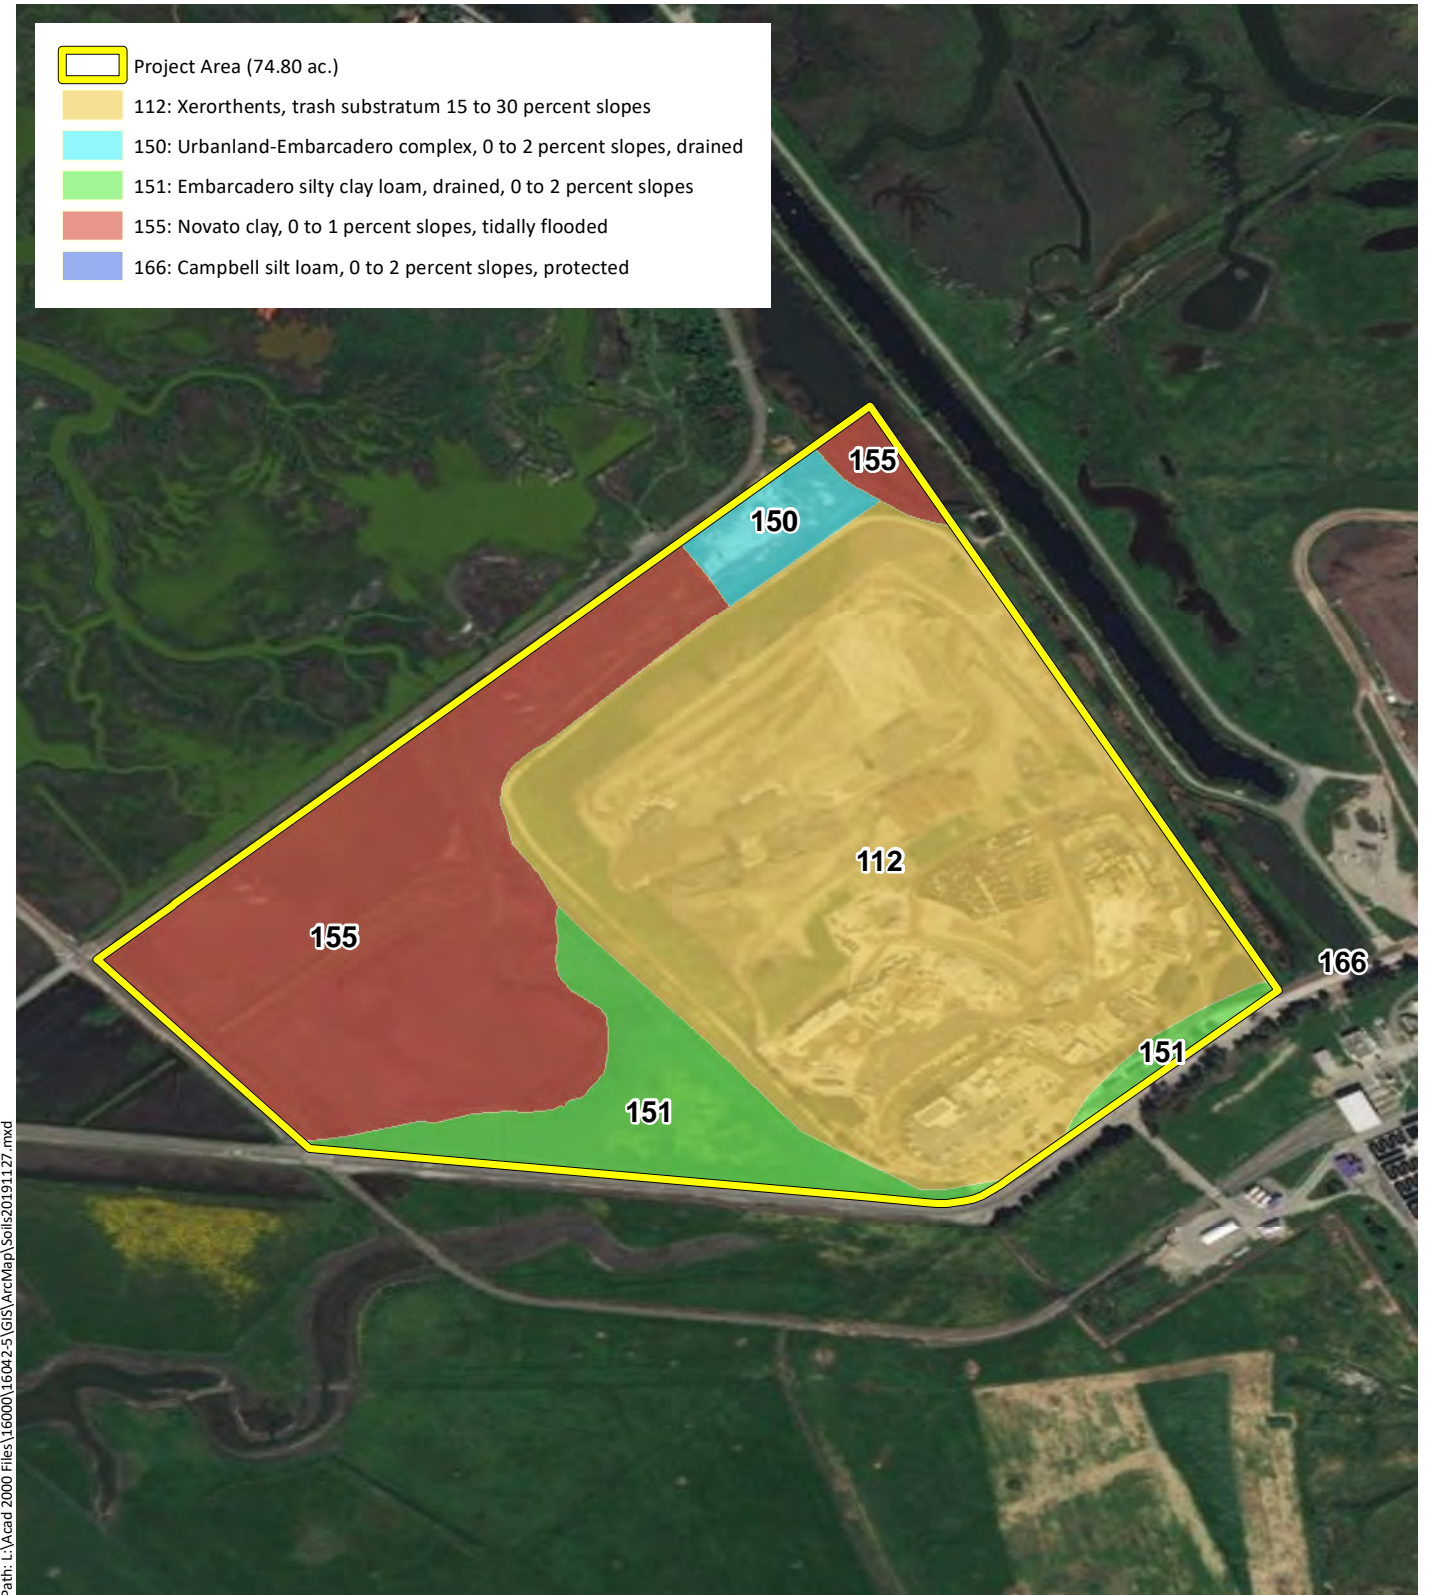 Project Area (74.80 ac.)
112: Xerorthents, trash substratum 15 to 30 percent slopes
150: Urbanland-Embarcadero complex, 0 to 2 percent slopes, drained
151: Embarcadero silty clay loam, drained, 0 to 2 percent slopes
155: Novato clay, 0 to 1 percent slopes, tidally flooded
166: Campbell silt loam, 0 to 2 percent slopes, protected
155
150
112
155
166
151
151
Path: L:\Acad 2000 Files\16000\16042-5\GIS\ArcMap\Soils20191127.mxd